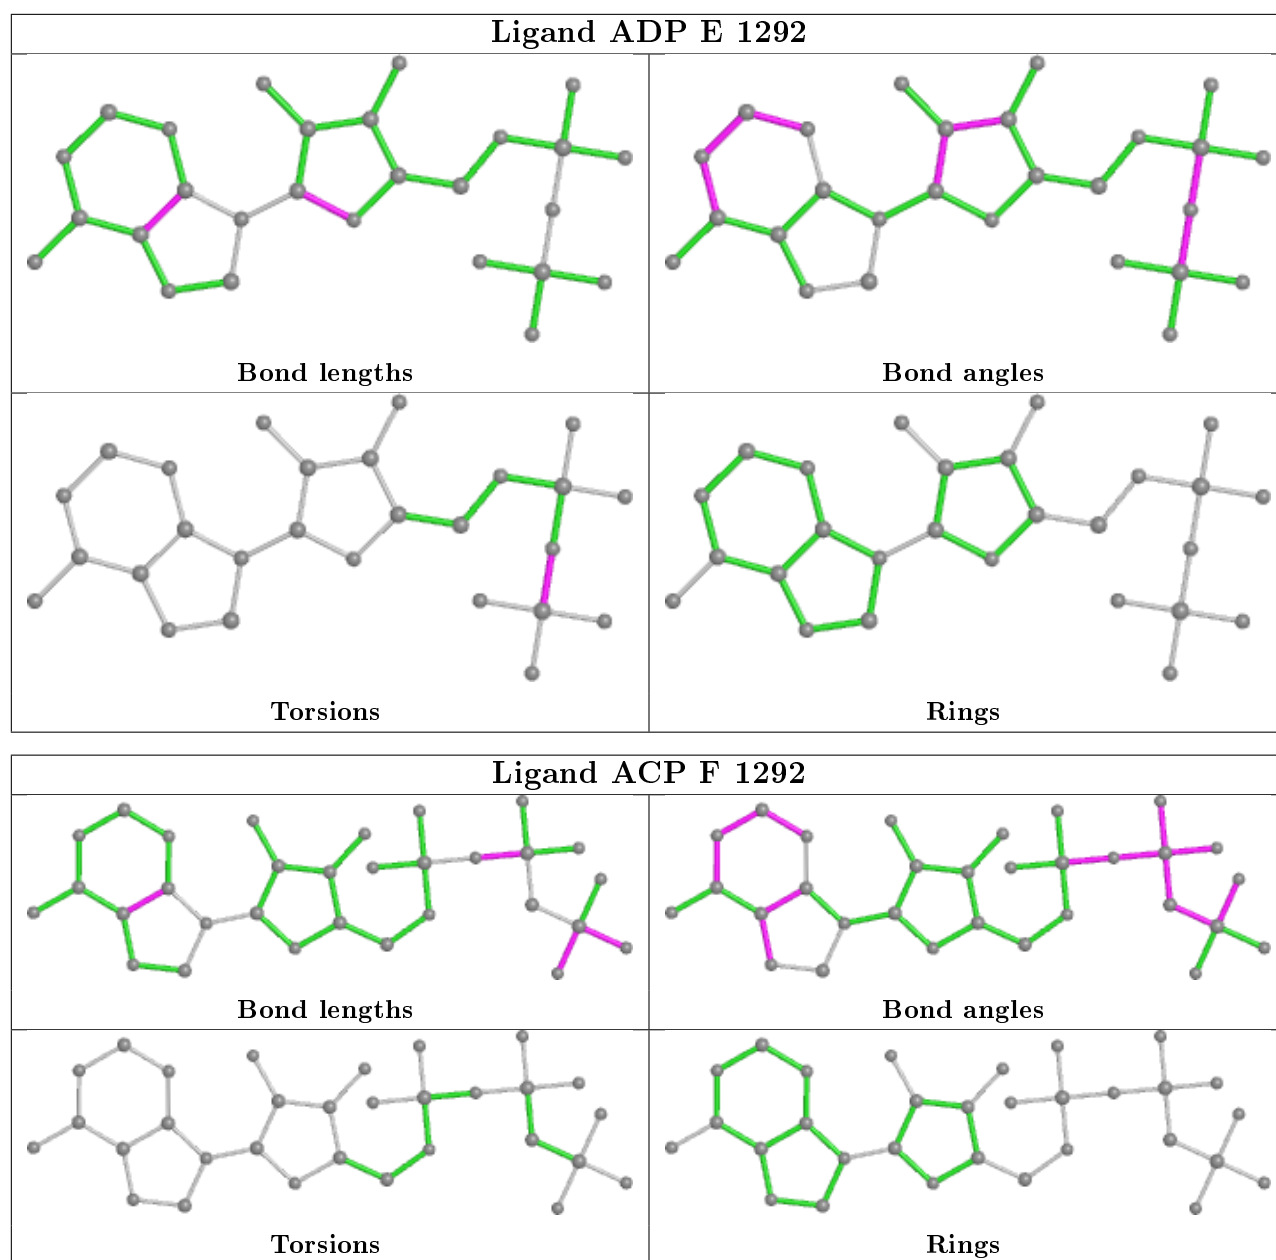 Ligand ADP E 1292
Bond lengths
Bond angles
Torsions
Rings
Ligand ACP F 1292
Bond lengths
Bond angles
Torsions
Rings